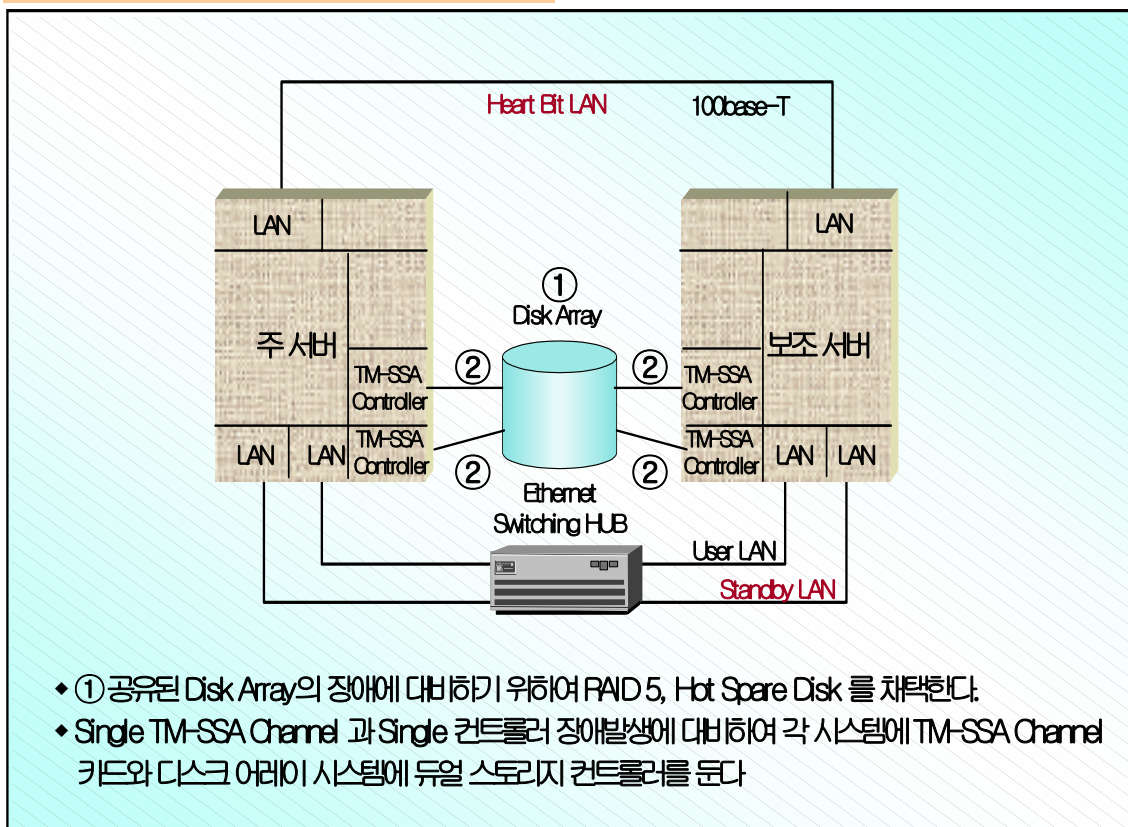 Heart Bit LAN
100base-T
LAN
LAN
①
Disk Array
주 서버
보조 서버
②
②
TM-SSA
Controller
TM-SSA
Controller
LAN
LAN
TM-SSA
Controller
②
②
TM-SSA
Controller
LAN
LAN
Ethernet
Switching HUB
User LAN
Standby LAN
◆ ① 공유된 Disk Array의 장애에 대비하기 위하여 RAID 5, Hot Spare Disk 를 채택한다.
◆ Single TM-SSA Channel 과 Single 컨트롤러 장애발생에 대비하여 각 시스템에 TM-SSA Channel
카드와 디스크 어레이 시스템에 듀얼 스토리지 컨트롤러를 둔다